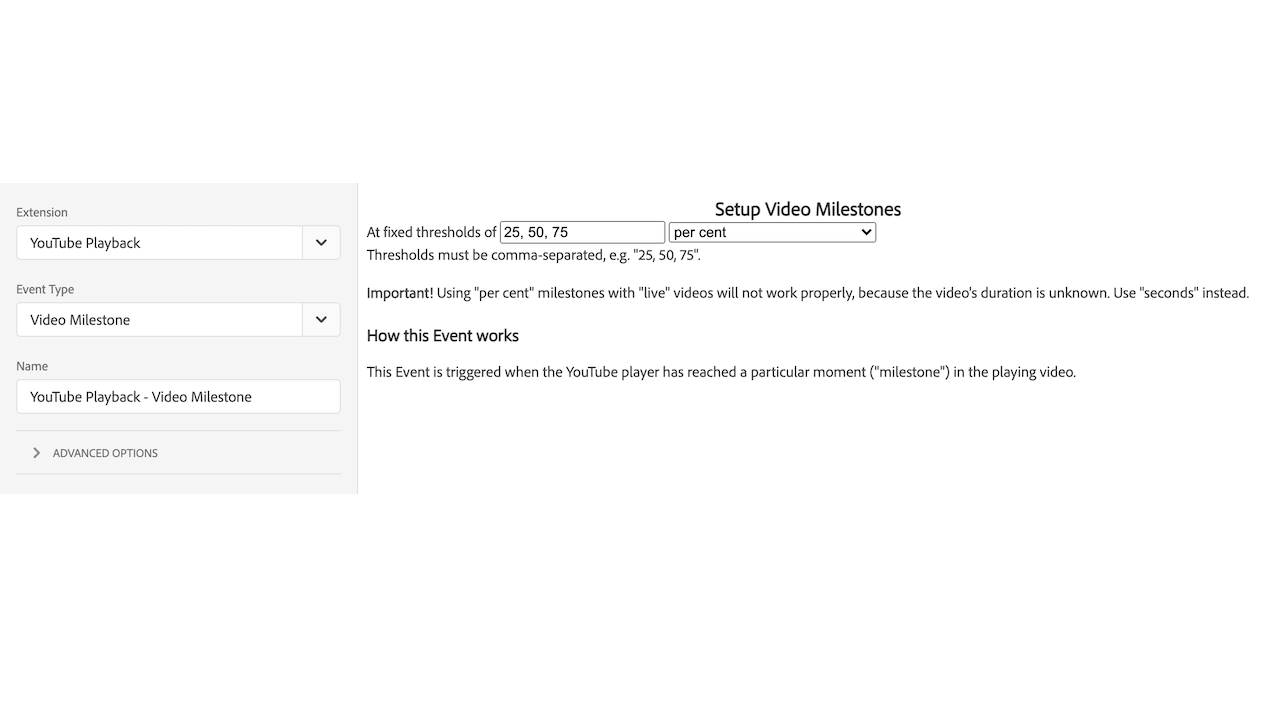 Extension
YouTube Playback
Event Type
Video Milestone
Name
YouTube Playback - Video Milestone
ADVANCED OPTIONS
Setup Video Milestones
At fixed thresholds of 25, 50, 75 per cent
Thresholds must be comma-separated, e.g. "25, 50, 75".
Important! Using "per cent" milestones with "live" videos will not work properly, because the video's duration is unknown. Use "seconds" instead.
How this Event works
This Event is triggered when the YouTube player has reached a particular moment ("milestone") in the playing video.